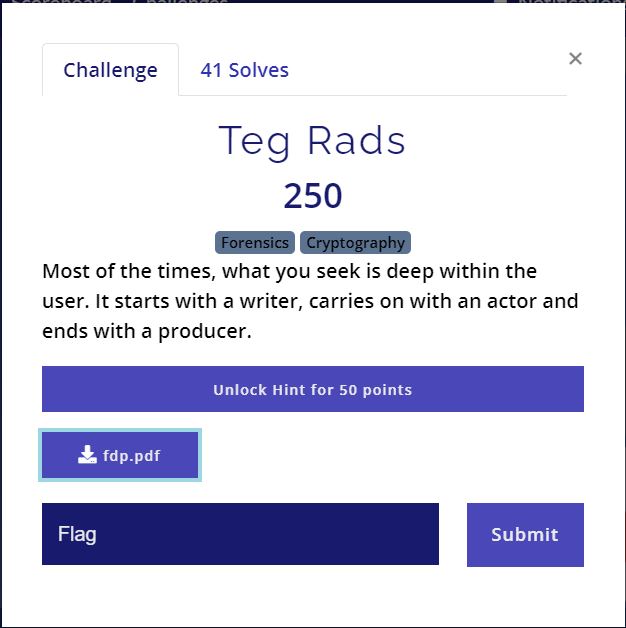 Challenge
41 Solves
×
Teg Rads
250
Forensics Cryptography
Most of the times, what you seek is deep within the
user. It starts with a writer, carries on with an actor and
ends with a producer.
Unlock Hint for 50 points
fdp.pdf
Flag
Submit